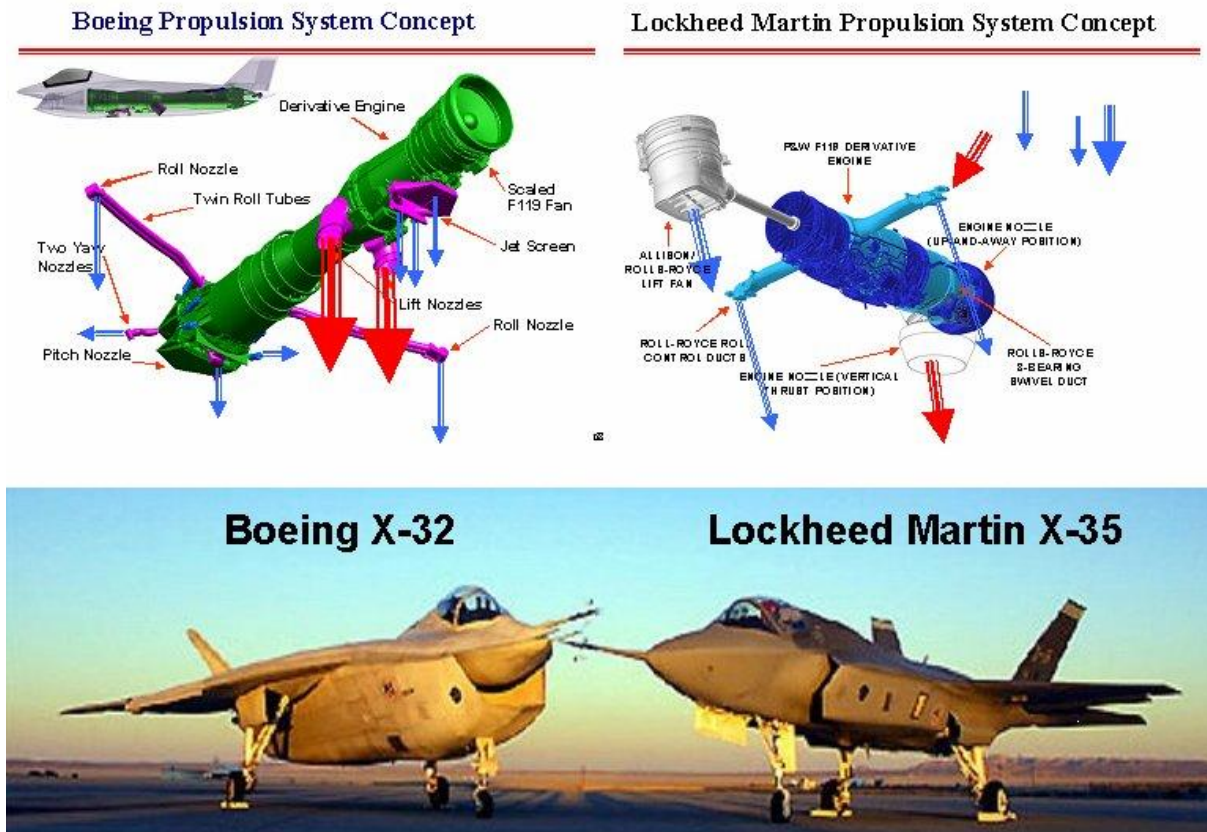 Boeing Propulsion System Concept
Derivative Engine
Roll Nozzle
Twin Roll Tubes
Scaled
F119 Fan
Two Yaw
Nozzles
Jet Screen
Lift Nozzles
Roll Nozzle
Pitch Nozzle
Lockheed Martin Propulsion System Concept
P&W F119 DERIVATIVE
ENGINE
ENGINE NOZZLE
(UP-AND-AWAY POSITION)
ALLISON/
ROLLS-ROYCE
LIFT FAN
ROLL-ROYCE ROLL
CONTROL DUCTS
ENGINE NOZZLE (VERTICAL
THRUST POSITION)
ROLLS-ROYCE
3-BEARING
SWIVEL DUCT
Boeing X-32
Lockheed Martin X-35